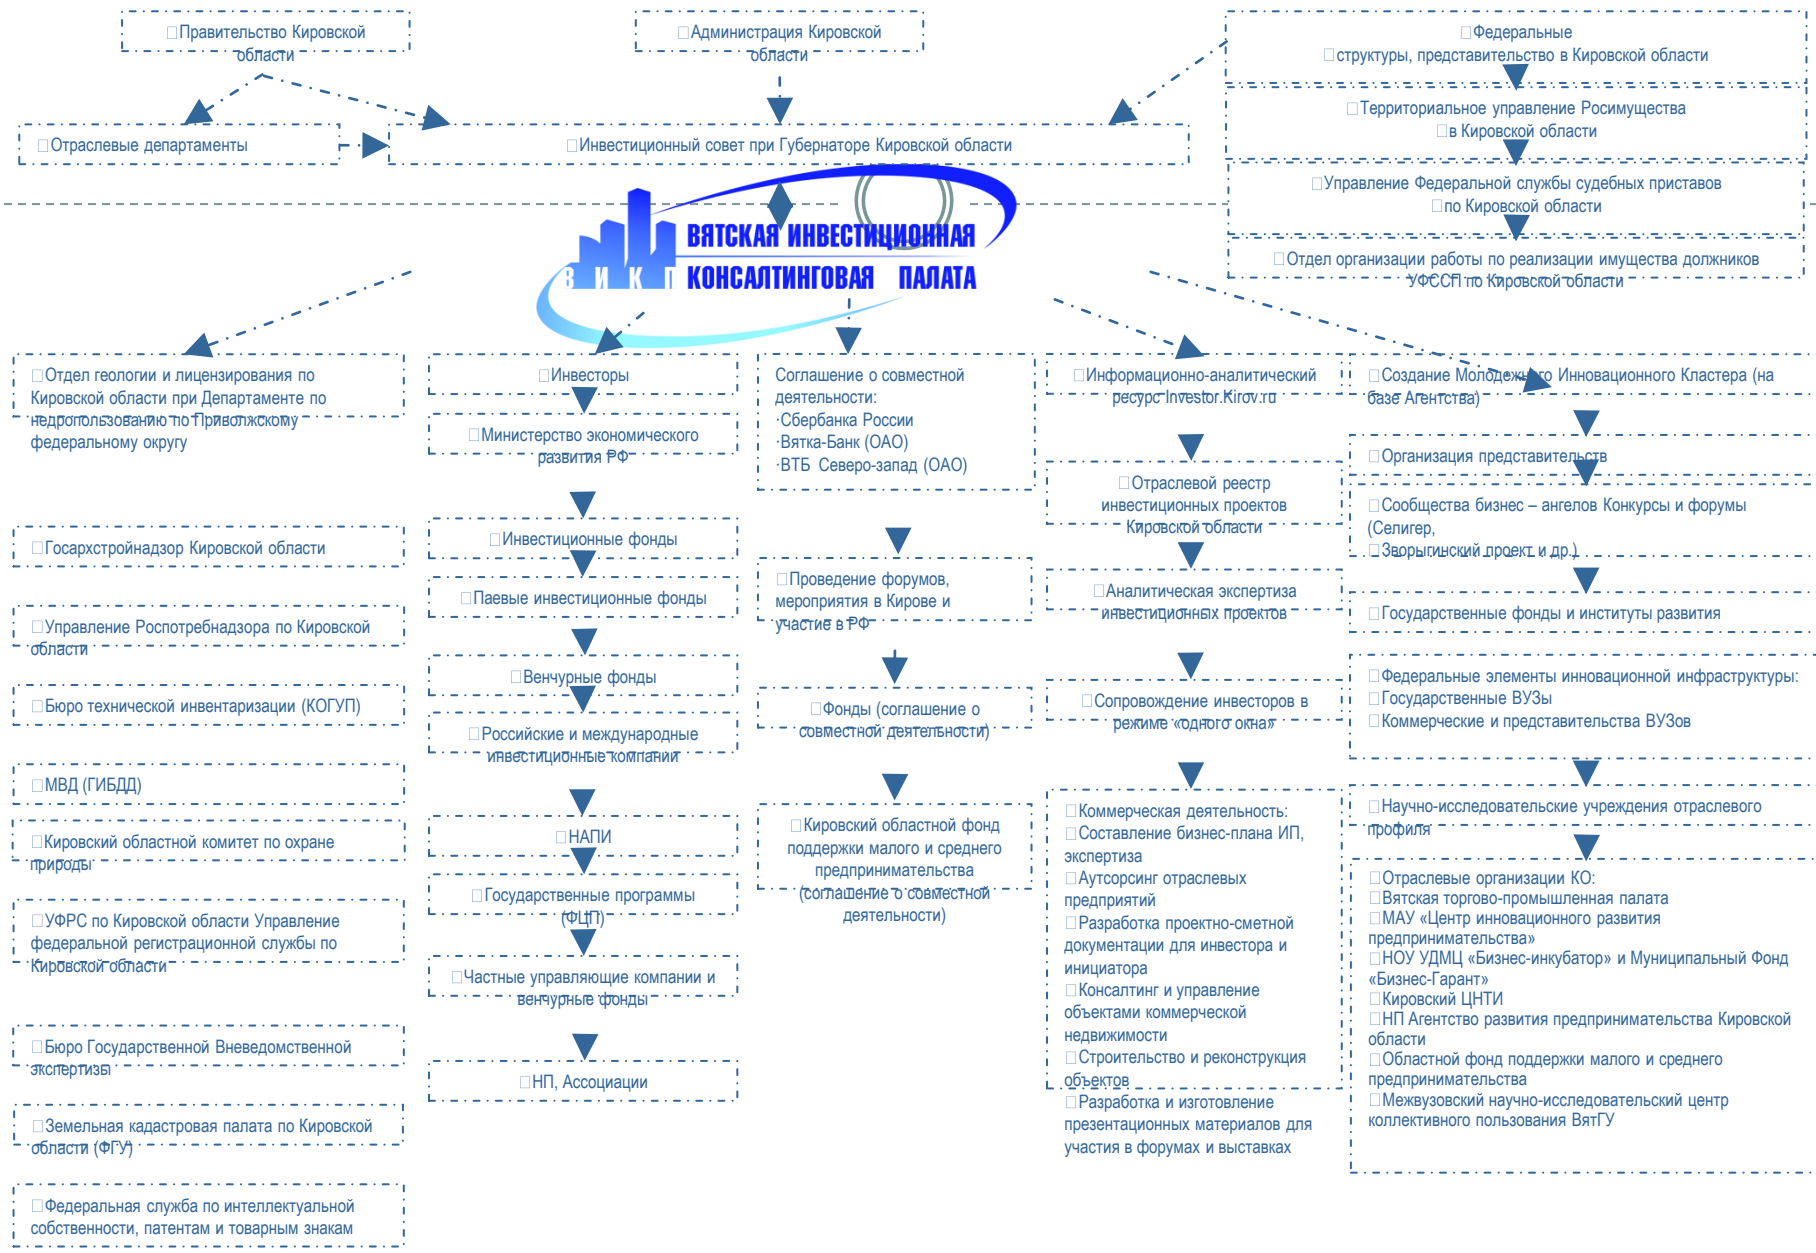 Правительство Кировской
области
Администрация Кировской
области
Федеральные
структуры, представительство в Кировской области
Территориальное управление Росимущества
в Кировской области
Отраслевые департаменты
Инвестиционный совет при Губернаторе Кировской области
Управление Федеральной службы судебных приставов
по Кировской области
Отдел организации работы по реализации имущества должников
УФССП по Кировской области
ВЯТСКАЯ ИНВЕСТИЦИОННАЯ
В И К П КОНСАЛТИНГОВАЯ ПАЛАТА
Отдел геологии и лицензирования по
Кировской области при Департаменте по
недропользованию по Приволжскому
федеральному округу
Госархстройнадзор Кировской области
Управление Роспотребнадзора по Кировской
области
Бюро технической инвентаризации (КОГУП)
МВД (ГИБДД)
Кировский областной комитет по охране
природы
УФРС по Кировской области Управление
федеральной регистрационной службы по
Кировской области
Бюро Государственной Вневедомственной
экспертизы
Земельная кадастровая палата по Кировской
области (ФГУ)
Федеральная служба по интеллектуальной
собственности, патентам и товарным знакам
Инвесторы
Министерство экономического
развития РФ
Инвестиционные фонды
Паевые инвестиционные фонды
Венчурные фонды
Российские и международные
инвестиционные компании
НАПИ
Государственные программы
(ФЦП)
Частные управляющие компании и
венчурные фонды
НП, Ассоциации
Соглашение о совместной
деятельности:
·Сбербанка России
·Вятка-Банк (ОАО)
·ВТБ Северо-запад (ОАО)
Проведение форумов,
мероприятия в Кирове и
участие в РФ
Фонды (соглашение о
совместной деятельности)
Кировский областной фонд
поддержки малого и среднего
предпринимательства
(соглашение о совместной
деятельности)
Информационно-аналитический
ресурс Investor.Kirov.ru
Отраслевой реестр
инвестиционных проектов
Кировской области
Аналитическая экспертиза
инвестиционных проектов
Сопровождение инвесторов в
режиме «одного окна»
Коммерческая деятельность:
Составление бизнес-плана ИП,
экспертиза
Аутсорсинг отраслевых
предприятий
Разработка проектно-сметной
документации для инвестора и
инициатора
Консалтинг и управление
объектами коммерческой
недвижимости
Строительство и реконструкция
объектов
Разработка и изготовление
презентационных материалов для
участия в форумах и выставках
Создание Молодежного Инновационного Кластера (на
базе Агентства)
Организация представительств
Сообщества бизнес – ангелов Конкурсы и форумы
(Селигер,
Зворыгинский проект и др.)
Государственные фонды и институты развития
Федеральные элементы инновационной инфраструктуры:
Государственные ВУЗы
Коммерческие и представительства ВУЗов
Научно-исследовательские учреждения отраслевого
профиля
Отраслевые организации КО:
Вятская торгово-промышленная палата
МАУ «Центр инновационного развития
предпринимательства»
НОУ УДМЦ «Бизнес-инкубатор» и Муниципальный Фонд
«Бизнес-Гарант»
Кировский ЦНТИ
НП Агентство развития предпринимательства Кировской
области
Областной фонд поддержки малого и среднего
предпринимательства
Межвузовский научно-исследовательский центр
коллективного пользования ВятГУ